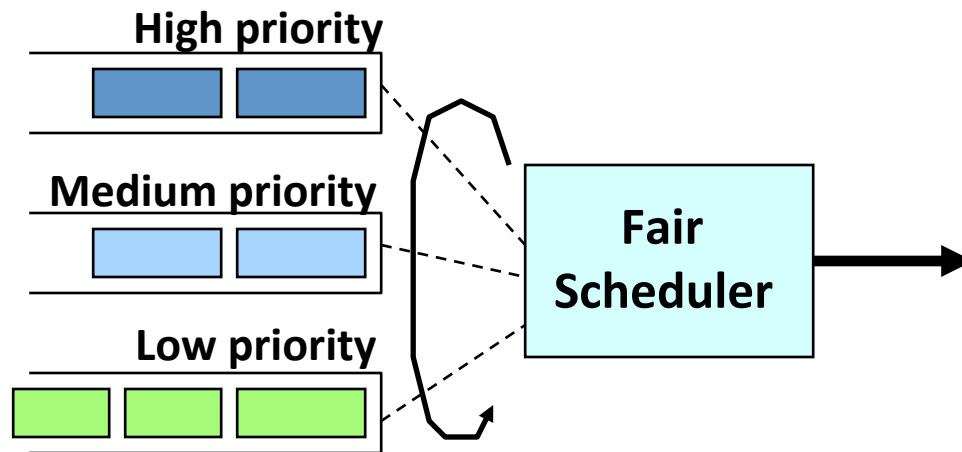 High priority
Medium priority
Low priority
Fair
Scheduler